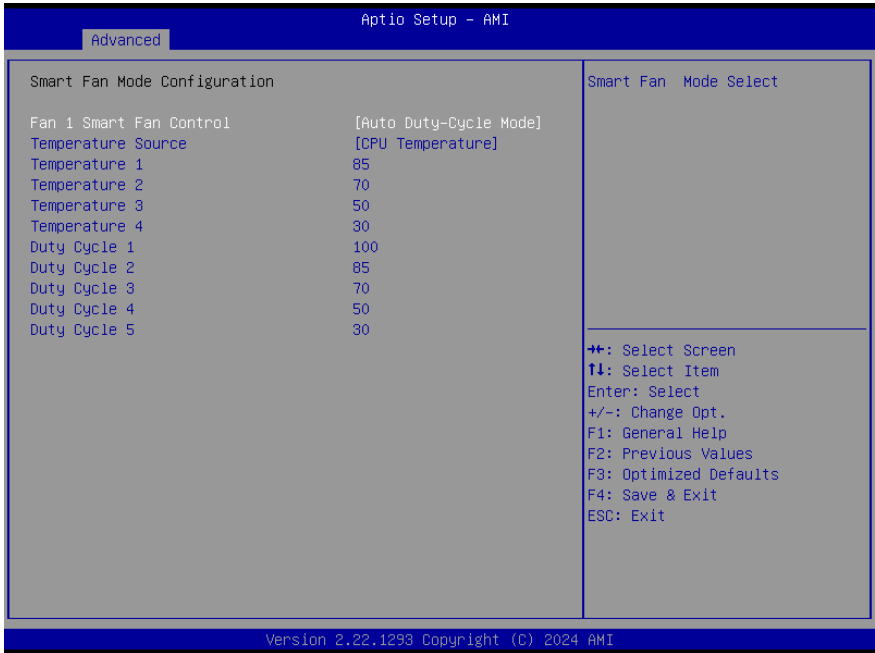 Aptio Setup – AMI
Advanced
Smart Fan Mode Configuration
Fan 1 Smart Fan Control [Auto Duty-Cycle Mode]
Temperature Source [CPU Temperature]
Temperature 1 85
Temperature 2 70
Temperature 3 50
Temperature 4 30
Duty Cycle 1 100
Duty Cycle 2 85
Duty Cycle 3 70
Duty Cycle 4 50
Duty Cycle 5 30
Smart Fan  Mode Select
→←: Select Screen
↑↓: Select Item
Enter: Select
+/-: Change Opt.
F1: General Help
F2: Previous Values
F3: Optimized Defaults
F4: Save & Exit
ESC: Exit
Version 2.22.1293 Copyright (C) 2024 AMI